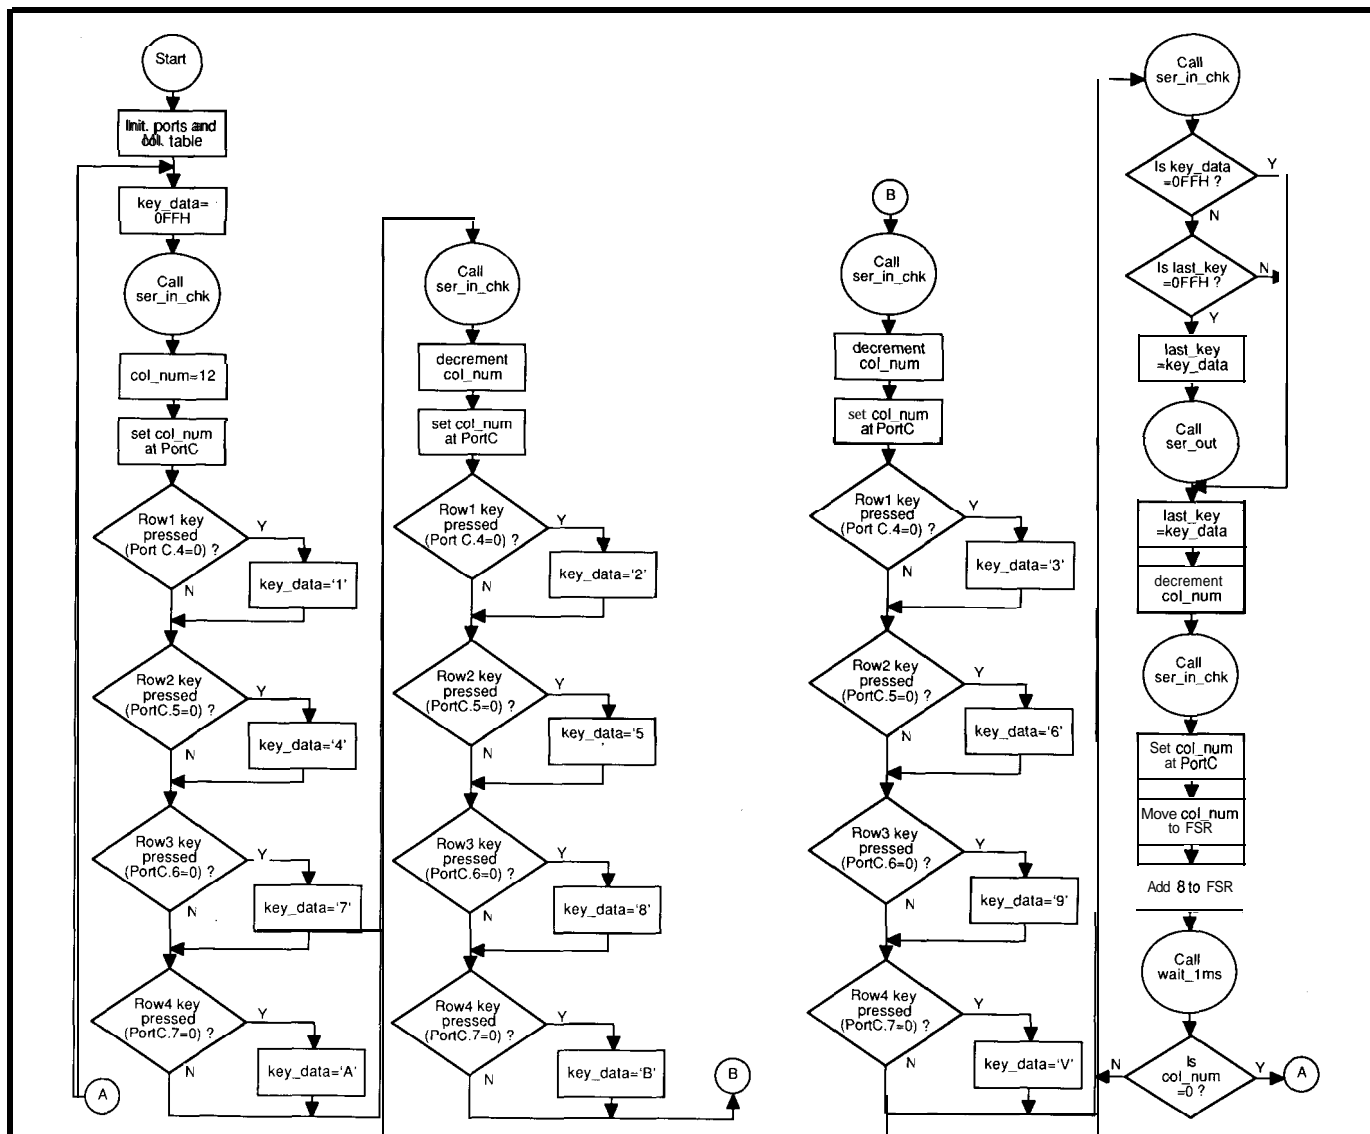 Start
Init. ports and
col. table
key_data=
0FFH
Call
ser_in_chk
col_num=12
set col_num
at PortC
Row1 key
pressed
(Port C.4=0) ?
Y
N
key_data='1'
Row2 key
pressed
(PortC.5=0) ?
Y
N
key_data='4'
Row3 key
pressed
(PortC.6=0) ?
Y
N
key_data='7'
Row4 key
pressed
(PortC.7=0) ?
Y
N
key_data='A'
A
Call
ser_in_chk
decrement
col_num
set col_num
at PortC
Row1 key
pressed
(Port C.4=0) ?
Y
N
key_data='2'
Row2 key
pressed
(PortC.5=0) ?
Y
N
key_data='5
'
Row3 key
pressed
(PortC.6=0) ?
Y
N
key_data='8'
Row4 key
pressed
(PortC.7=0) ?
Y
N
key_data='B'
B
B
Call
ser_in_chk
decrement
col_num
set col_num
at PortC
Row1 key
pressed
(Port C.4=0) ?
Y
N
key_data='3'
Row2 key
pressed
(PortC.5=0) ?
Y
N
key_data='6'
Row3 key
pressed
(PortC.6=0) ?
Y
N
key_data='9'
Row4 key
pressed
(PortC.7=0) ?
Y
N
key_data='V'
Call
ser_in_chk
Is key_data
=0FFH ?
Y
N
Is last_key
=0FFH ?
N
Y
last_key
=key_data
Call
ser_out
last_key
=key_data
decrement
col_num
Call
ser_in_chk
Set col_num
at PortC
Move col_num
to FSR
Add 8 to FSR
Call
wait_1ms
Is
col_num
=0 ?
N
Y
A